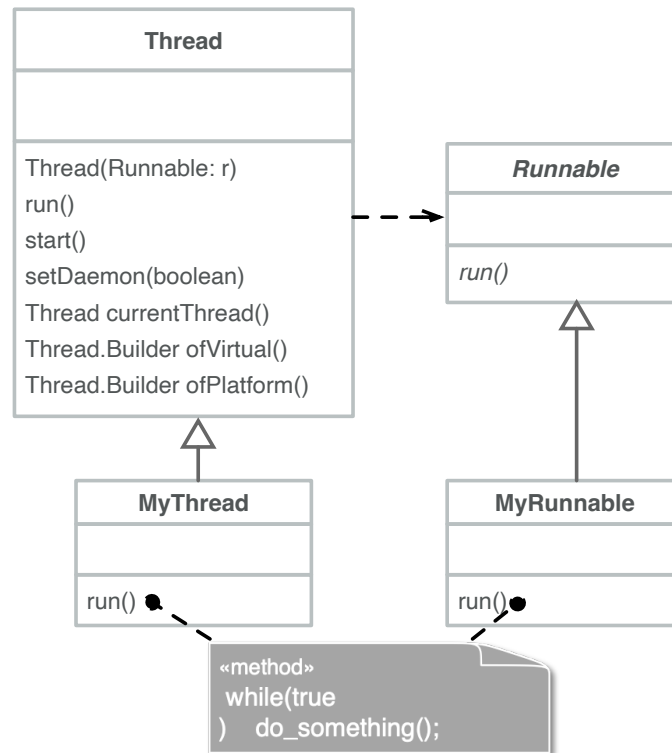 Thread
Thread(Runnable: r)
run()
start()
setDaemon(boolean)
Thread currentThread()
Thread.Builder ofVirtual()
Thread.Builder ofPlatform()
Runnable
run()
MyThread
run()
MyRunnable
run()
«method»
while(true
) do_something();